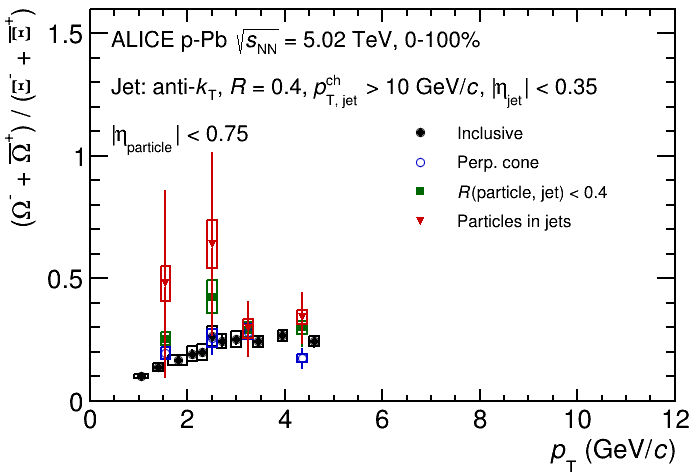 (Ω⁻ + Ω̅⁺) / (Ξ⁻ + Ξ̅⁺)
ALICE p-Pb √sNN = 5.02 TeV, 0-100%
Jet: anti-kT, R = 0.4, p^ch T, jet > 10 GeV/c, |ηjet| < 0.35
|ηparticle| < 0.75
Inclusive
Perp. cone
R(particle, jet) < 0.4
Particles in jets
1.5
1
0.5
0
0 2 4 6 8 10 12
pT (GeV/c)